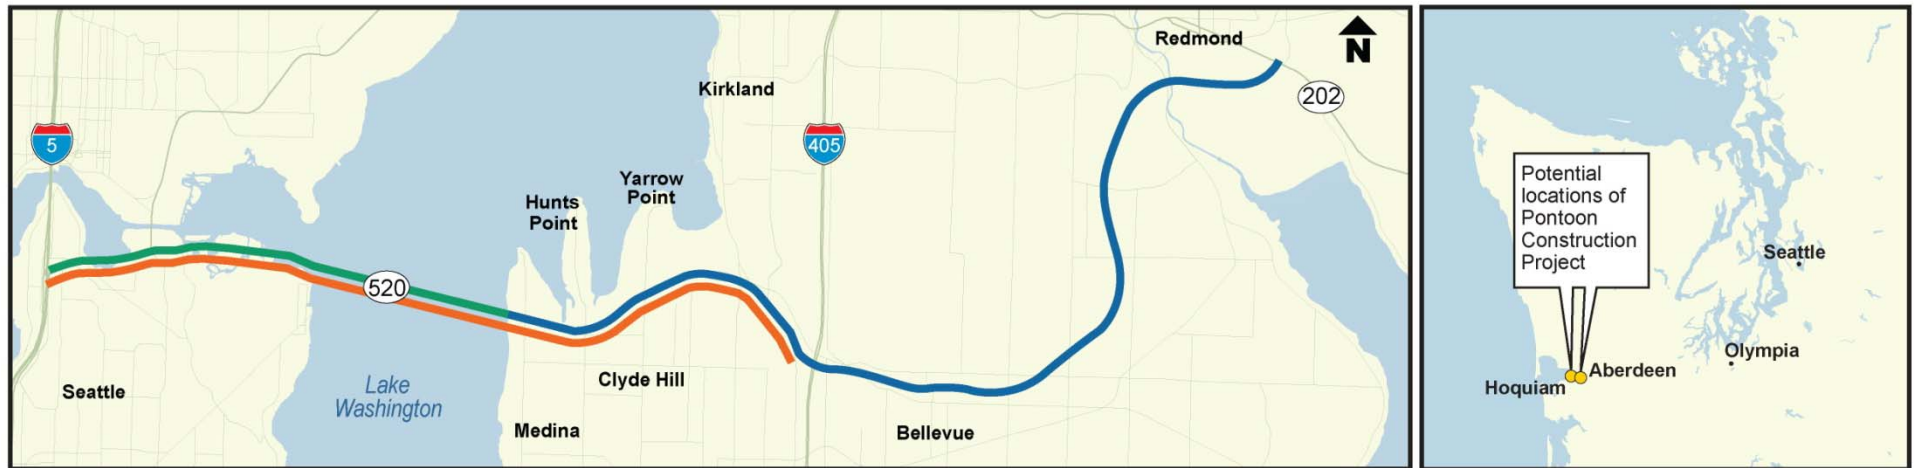 Redmond
N
Kirkland
202
5
405
Yarrow
Point
Hunts
Point
520
Seattle
Lake
Washington
Clyde Hill
Medina
Bellevue
Potential
locations of
Pontoon
Construction
Project
Seattle
Olympia
Aberdeen
Hoquiam